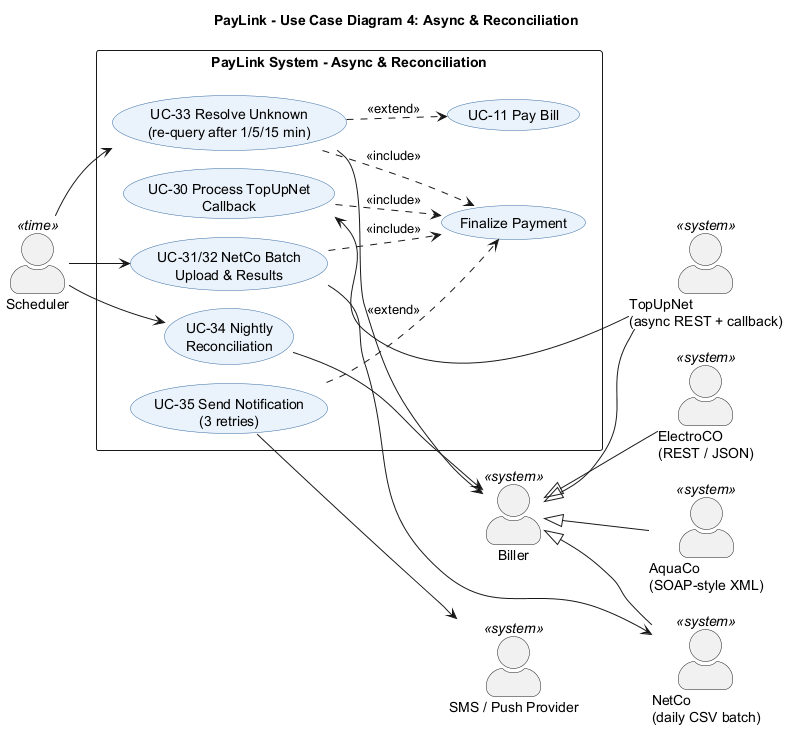 PayLink - Use Case Diagram 4: Async & Reconciliation
PayLink System - Async & Reconciliation
UC-33 Resolve Unknown
(re-query after 1/5/15 min)
«extend»
UC-11 Pay Bill
«include»
UC-30 Process TopUpNet
Callback
«include»
«include»
Finalize Payment
«time»
Scheduler
UC-31/32 NetCo Batch
Upload & Results
«system»
TopUpNet
(async REST + callback)
«extend»
UC-34 Nightly
Reconciliation
UC-35 Send Notification
(3 retries)
«system»
ElectroCO
(REST / JSON)
«system»
Biller
«system»
AquaCo
(SOAP-style XML)
«system»
SMS / Push Provider
«system»
NetCo
(daily CSV batch)